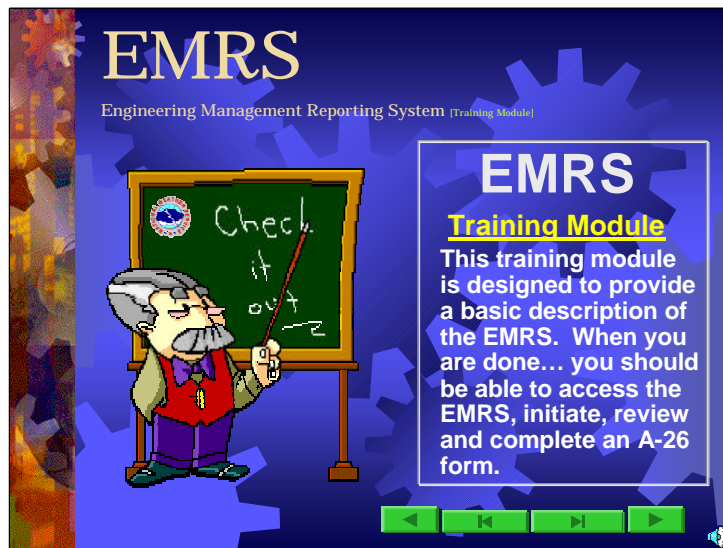 EMRS
Engineering Management Reporting System [Training Module]
Check
it
out
EMRS
Training Module
This training module
is designed to provide
a basic description of
the EMRS.  When you
are done… you should
be able to access the
EMRS, initiate, review
and complete an A-26
form.